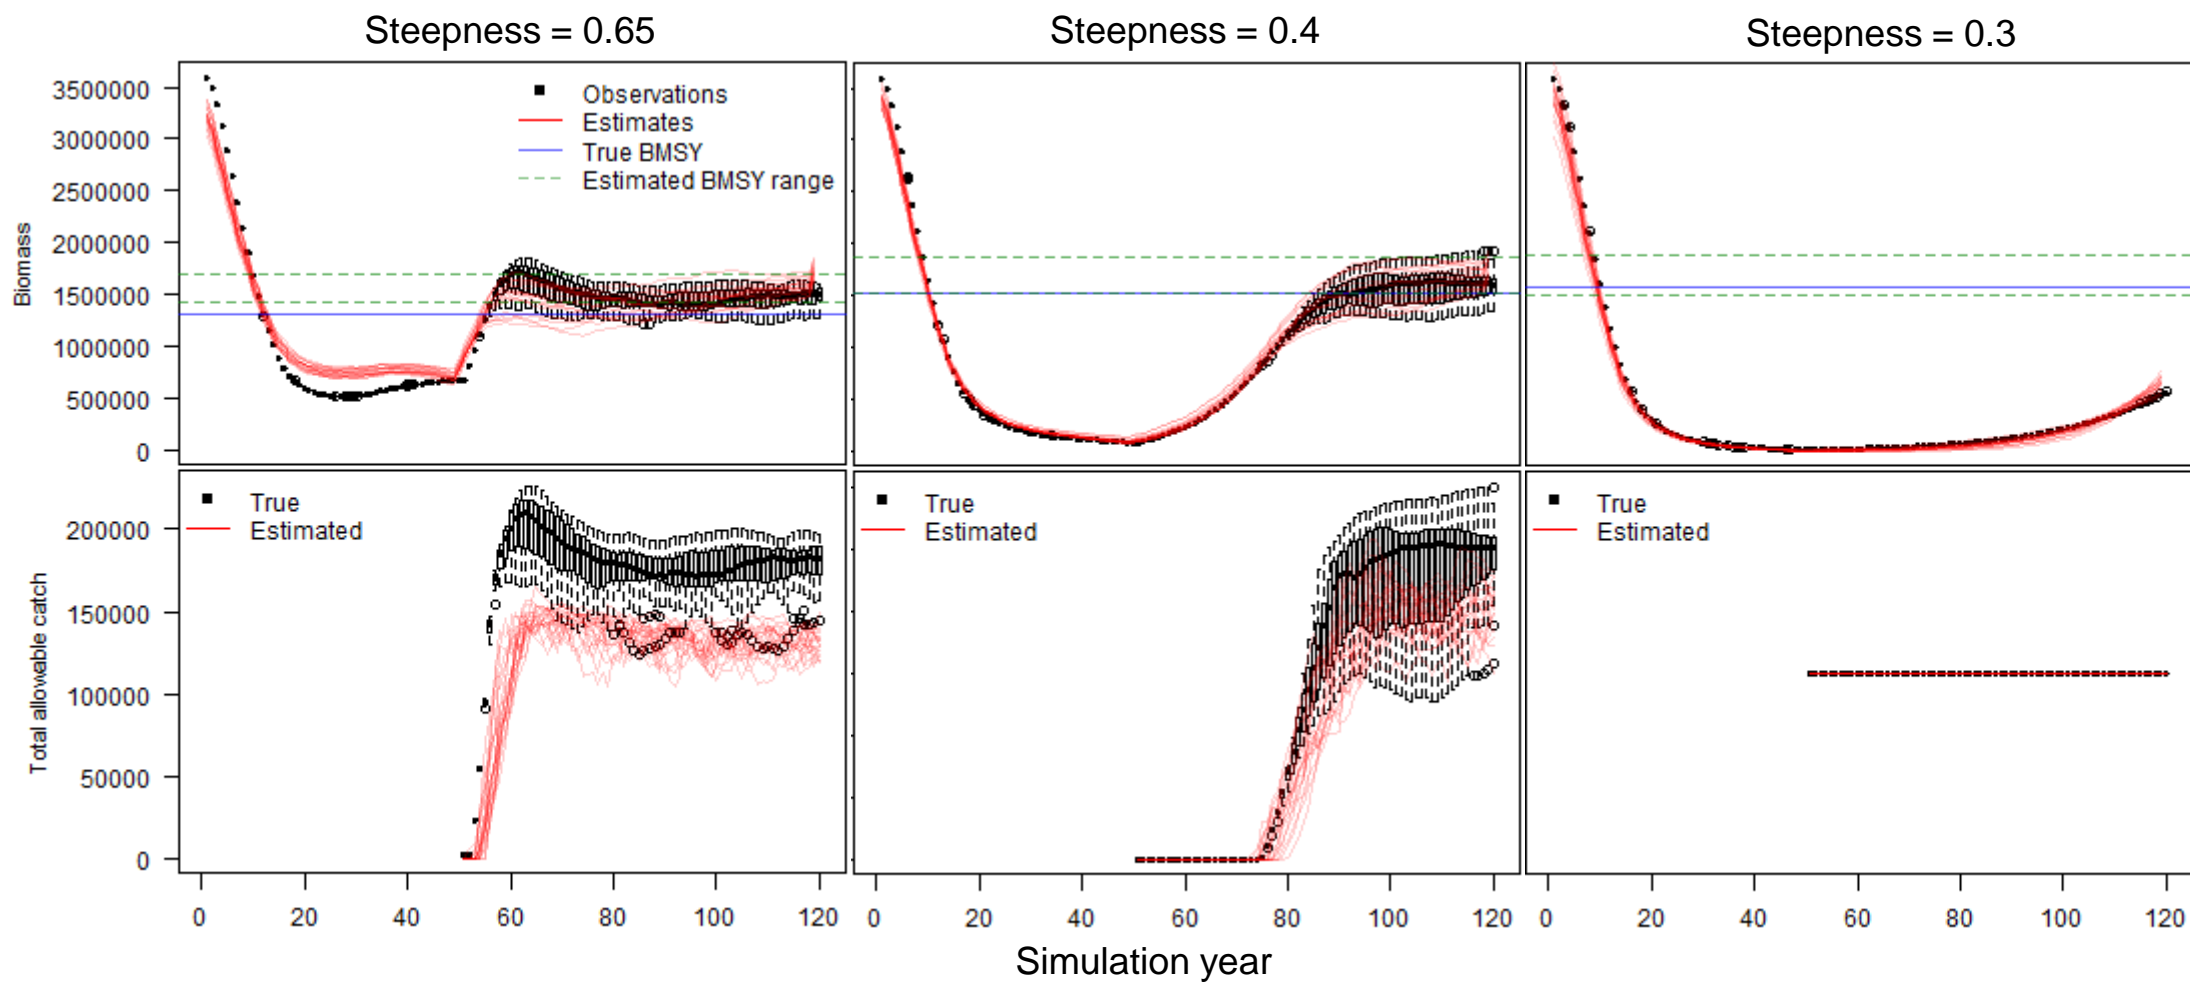 Steepness = 0.65
Steepness = 0.4
Steepness = 0.3
Biomass
3500000
3000000
2500000
2000000
1500000
1000000
500000
0
Observations
Estimates
True BMSY
Estimated BMSY range
Total allowable catch
200000
150000
100000
50000
0
True
Estimated
True
Estimated
True
Estimated
0 20 40 60 80 100 120
0 20 40 60 80 100 120
0 20 40 60 80 100 120
Simulation year